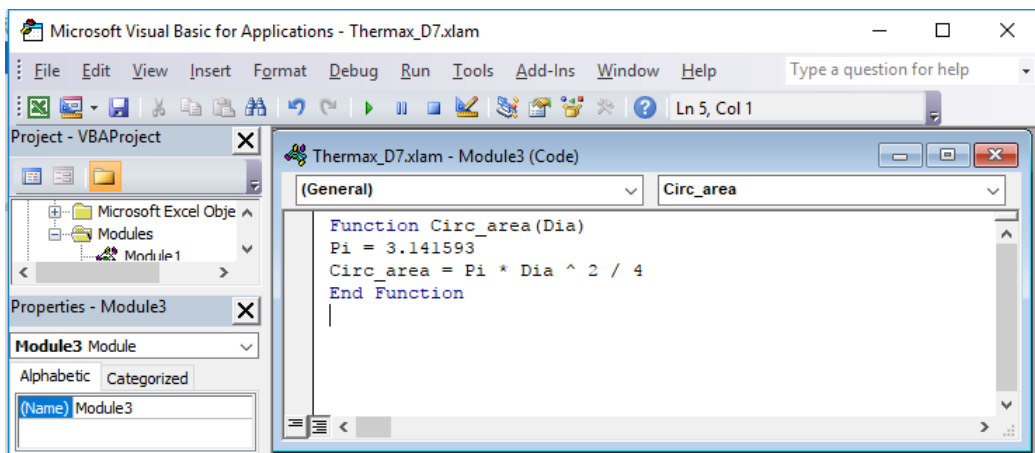 Microsoft Visual Basic for Applications - Thermax_D7.xlam
File Edit View Insert Format Debug Run Tools Add-Ins Window Help Type a question for help
Ln 5, Col 1
Project - VBAProject
Microsoft Excel Obje
Modules
Module1
Properties - Module3
Module3 Module
Alphabetic Categorized
(Name) Module3
Thermax_D7.xlam - Module3 (Code)
(General) Circ_area
Function Circ_area(Dia)
Pi = 3.141593
Circ_area = Pi * Dia ^ 2 / 4
End Function